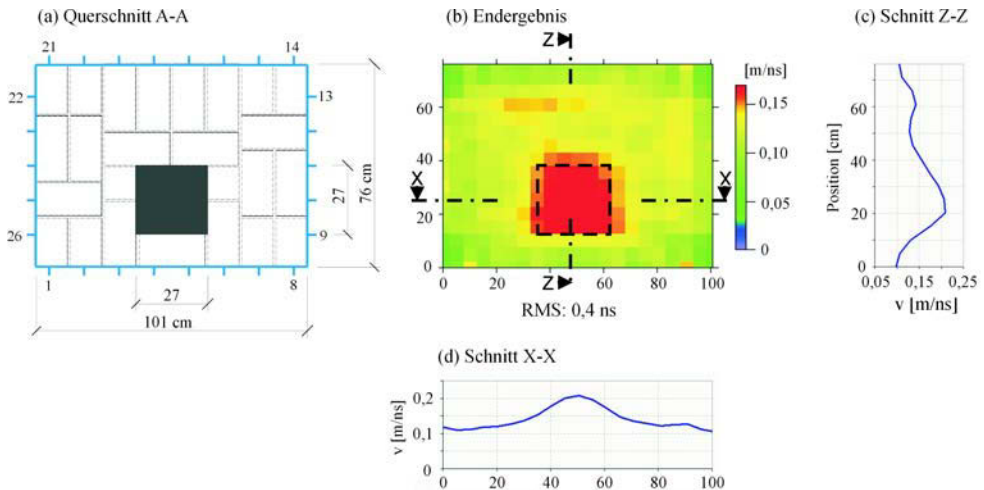 (a) Querschnitt A-A
21
14
22
13
26
9
1
8
27
76 cm
27
101 cm
(b) Endergebnis
Z
[m/ns]
0,15
0,10
0,05
0
60
40
20
0
X
X
Z
0 20 40 60 80 100
RMS: 0,4 ns
(c) Schnitt Z-Z
Position [cm]
60
40
20
0
0,05 0,15 0,25
v [m/ns]
(d) Schnitt X-X
v [m/ns]
0,2
0,1
0
0 20 40 60 80 100